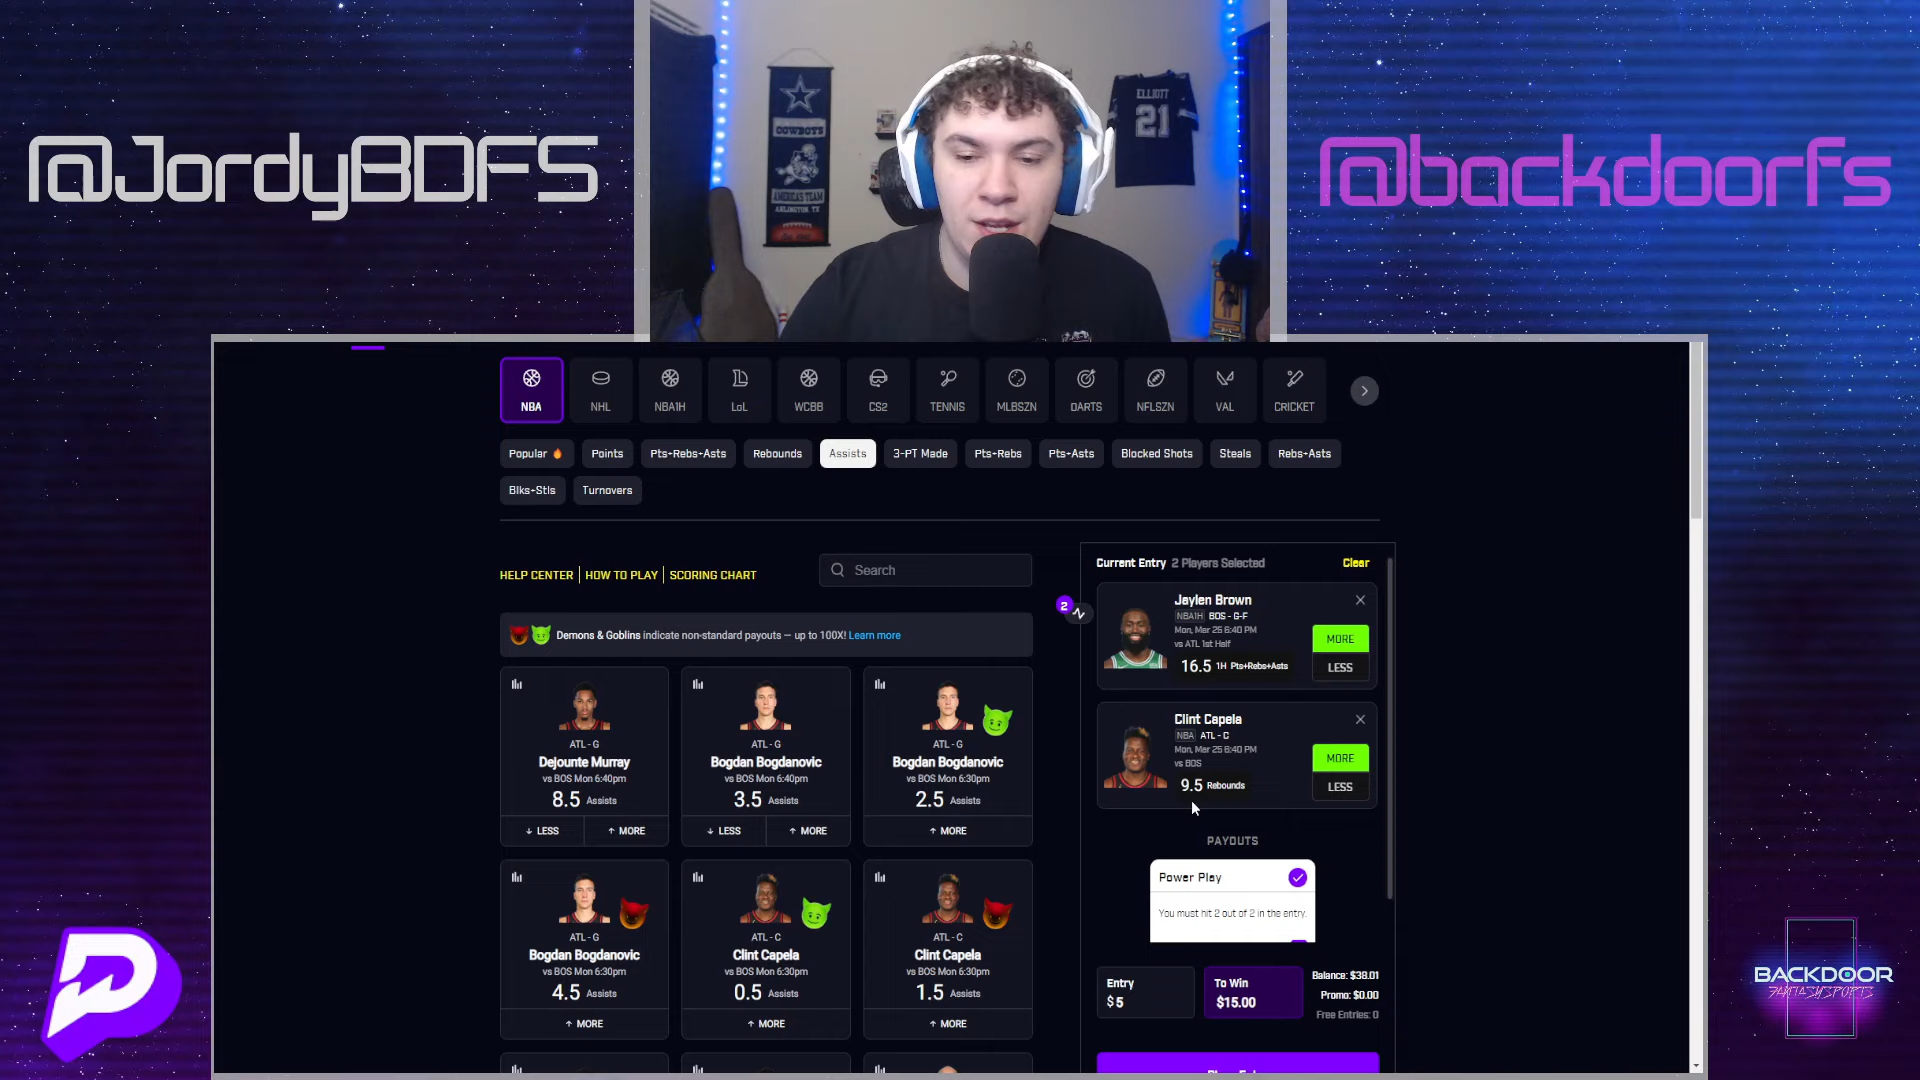 @JordyBDFS
@backdoorfs
COWBOYS
AMERICA'S TEAM
ARLINGTON, TX
ELLIOTT
21
NBA
NHL
NBA1H
LoL
WCBB
CS2
TENNIS
MLBSZN
DARTS
NFLSZN
VAL
CRICKET
Popular
Points
Pts+Rebs+Asts
Rebounds
Assists
3-PT Made
Pts+Rebs
Pts+Asts
Blocked Shots
Steals
Rebs+Asts
Blks+Stls
Turnovers
HELP CENTER
HOW TO PLAY
SCORING CHART
Search
Demons & Goblins indicate non-standard payouts — up to 100X! Learn more
ATL - G
Dejounte Murray
vs BOS Mon 6:40pm
8.5 Assists
↓ LESS
↑ MORE
ATL - G
Bogdan Bogdanovic
vs BOS Mon 6:40pm
3.5 Assists
↓ LESS
↑ MORE
ATL - G
Bogdan Bogdanovic
vs BOS Mon 6:30pm
2.5 Assists
↑ MORE
ATL - G
Bogdan Bogdanovic
vs BOS Mon 6:30pm
4.5 Assists
↑ MORE
ATL - C
Clint Capela
vs BOS Mon 6:30pm
0.5 Assists
↑ MORE
ATL - C
Clint Capela
vs BOS Mon 6:30pm
1.5 Assists
↑ MORE
2
Current Entry 2 Players Selected
Clear
Jaylen Brown
NBA1H BOS - G-F
Mon, Mar 25 6:40 PM
vs ATL 1st Half
16.5 1H Pts+Rebs+Asts
MORE
LESS
Clint Capela
NBA ATL - C
Mon, Mar 25 6:40 PM
vs BOS
9.5 Rebounds
MORE
LESS
PAYOUTS
Power Play
You must hit 2 out of 2 in the entry.
Entry
$5
To Win
$15.00
Balance: $38.01
Promo: $0.00
Free Entries: 0
BACKDOOR
FANTASY SPORTS